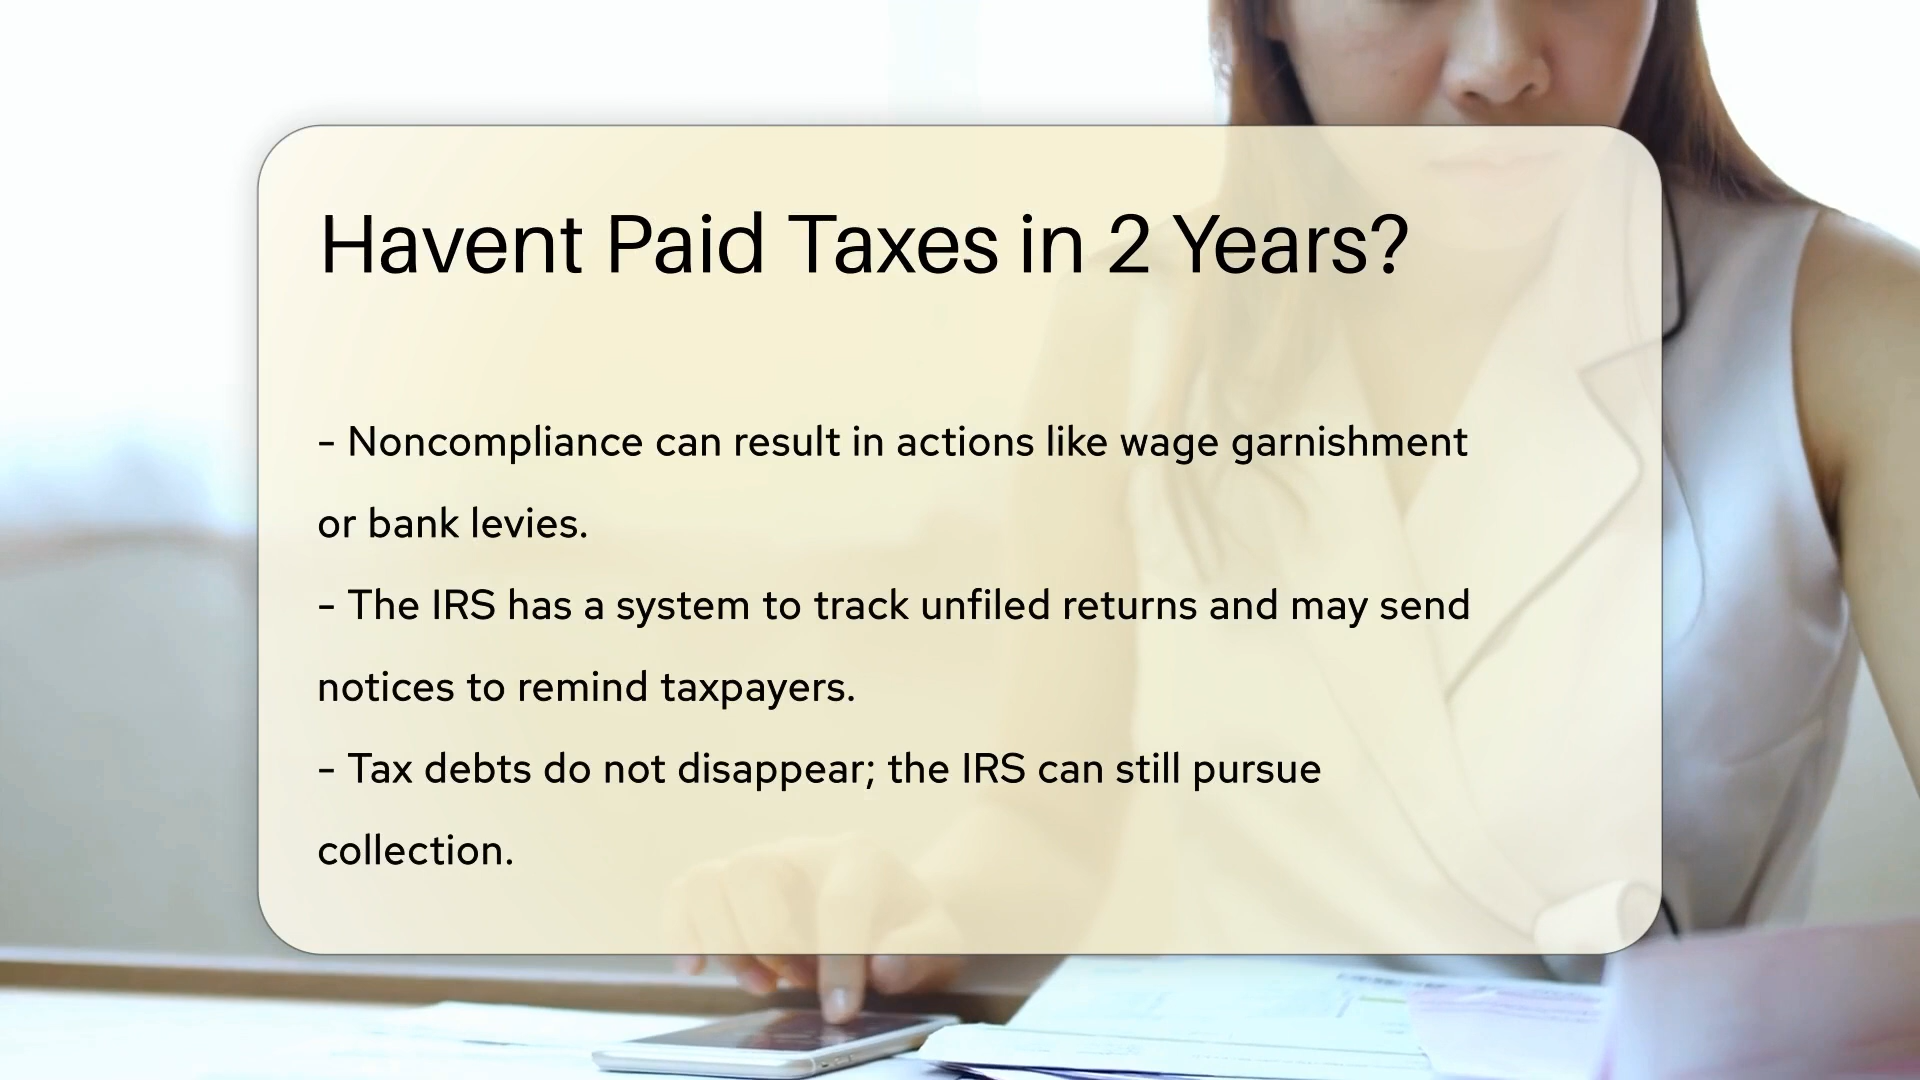 Havent Paid Taxes in 2 Years?
- Noncompliance can result in actions like wage garnishment
or bank levies.
- The IRS has a system to track unfiled returns and may send
notices to remind taxpayers.
- Tax debts do not disappear; the IRS can still pursue
collection.